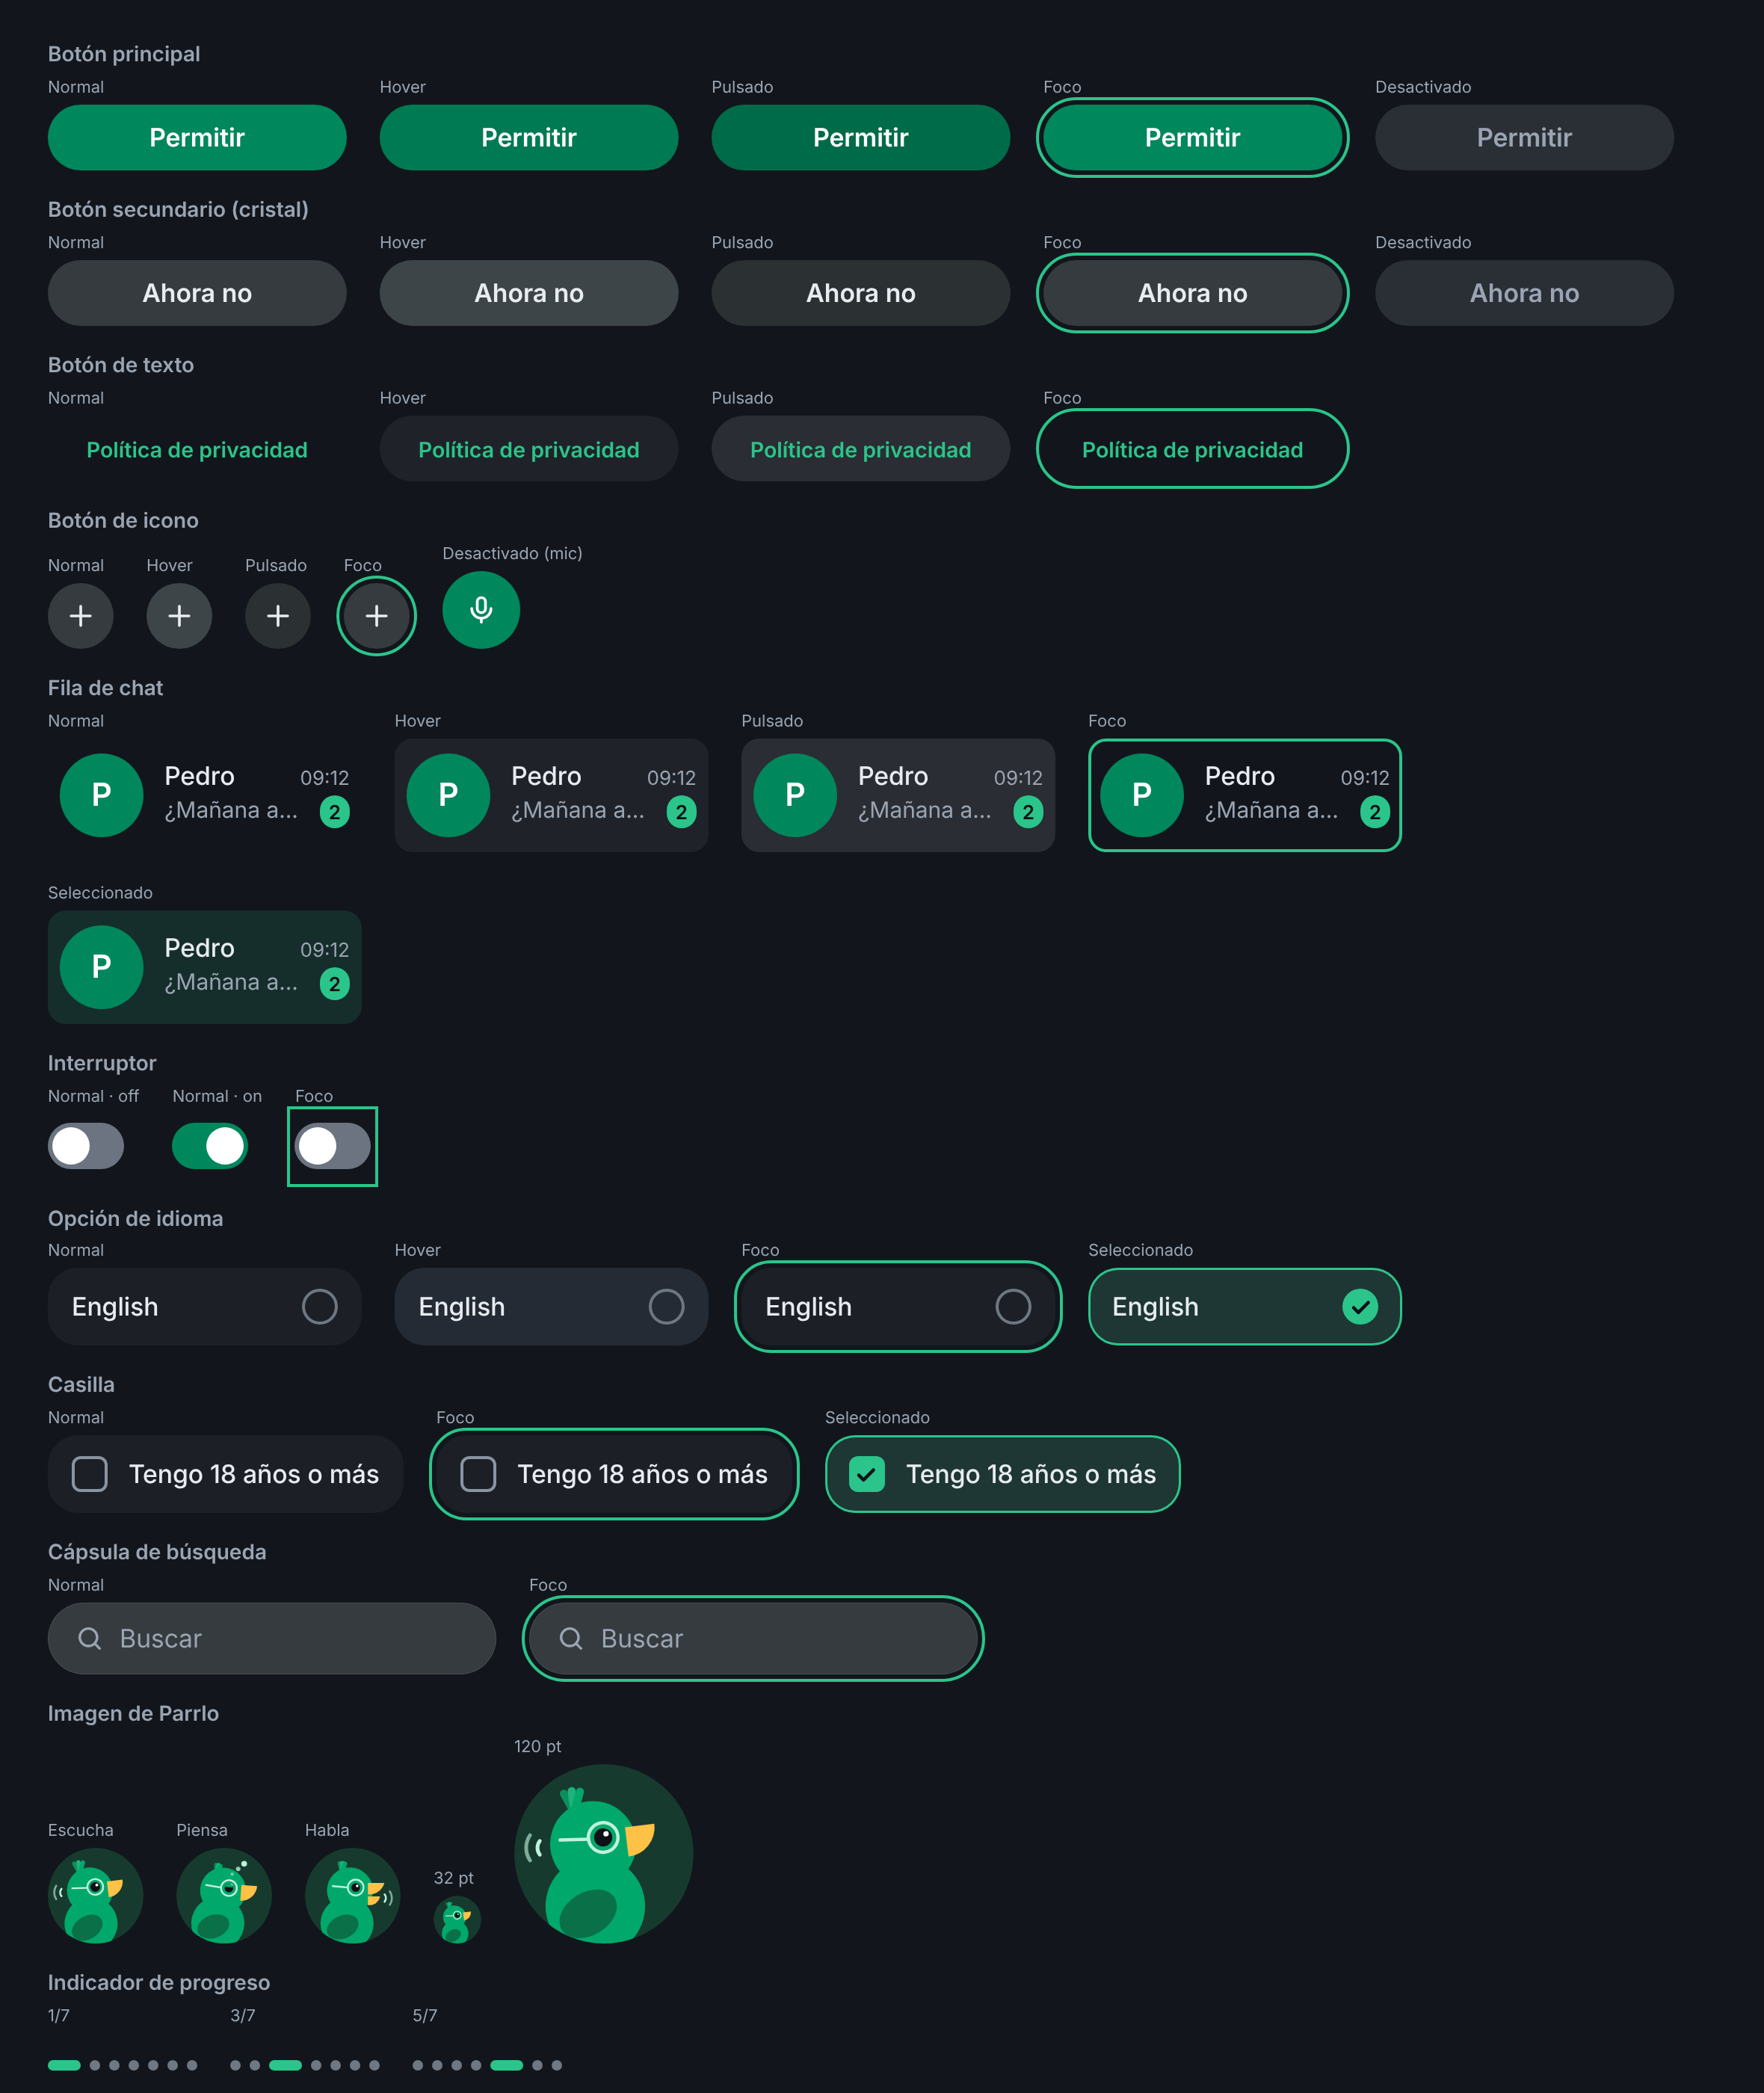 Botón principal
Normal Hover Pulsado Foco Desactivado
Permitir Permitir Permitir Permitir Permitir
Botón secundario (cristal)
Normal Hover Pulsado Foco Desactivado
Ahora no Ahora no Ahora no Ahora no Ahora no
Botón de texto
Normal Hover Pulsado Foco
Política de privacidad Política de privacidad Política de privacidad Política de privacidad
Botón de icono
Normal Hover Pulsado Foco Desactivado (mic)
Fila de chat
Normal Hover Pulsado Foco
P Pedro 09:12 P Pedro 09:12 P Pedro 09:12 P Pedro 09:12
¿Mañana a... 2 ¿Mañana a... 2 ¿Mañana a... 2 ¿Mañana a... 2
Seleccionado
P Pedro 09:12
¿Mañana a... 2
Interruptor
Normal · off Normal · on Foco
Opción de idioma
Normal Hover Foco Seleccionado
English English English English
Casilla
Normal Foco Seleccionado
Tengo 18 años o más Tengo 18 años o más Tengo 18 años o más
Cápsula de búsqueda
Normal Foco
Buscar Buscar
Imagen de Parrlo
120 pt
Escucha Piensa Habla
32 pt
Indicador de progreso
1/7 3/7 5/7